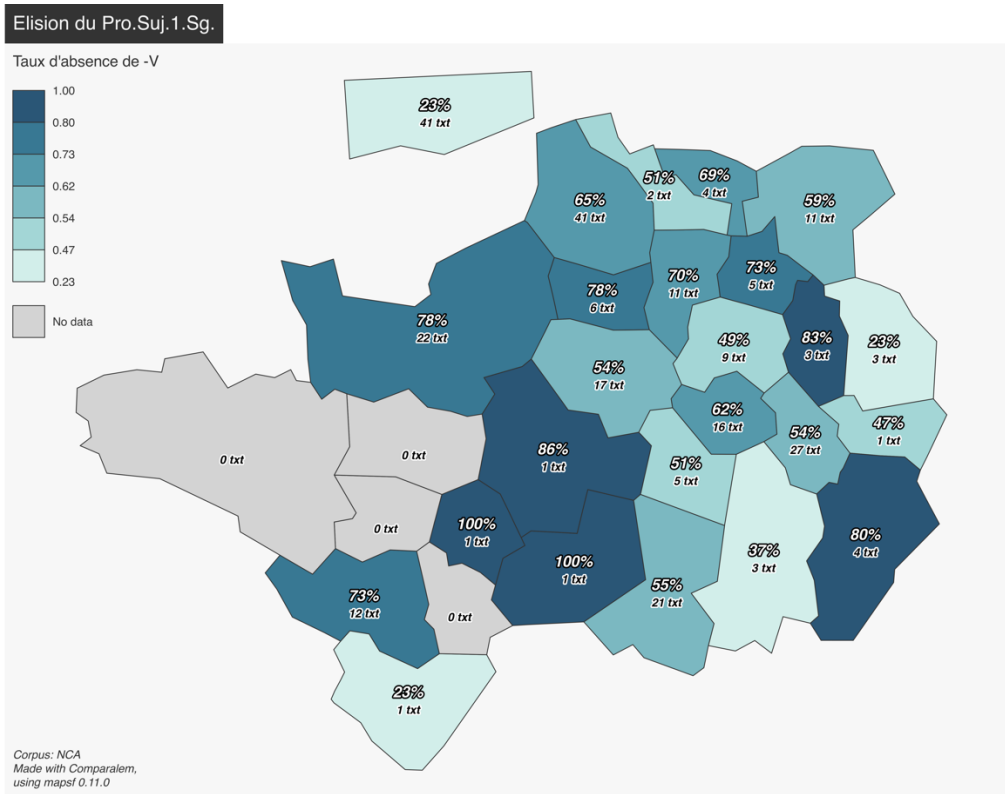 Elision du Pro.Suj.1.Sg.
Taux d'absence de -V
1.00
0.80
0.73
0.62
0.54
0.47
0.23
No data
23%
41 txt
65%
41 txt
51%
2 txt
69%
4 txt
59%
11 txt
78%
22 txt
78%
6 txt
70%
11 txt
73%
5 txt
54%
17 txt
49%
9 txt
83%
3 txt
23%
3 txt
62%
16 txt
54%
27 txt
47%
1 txt
0 txt
0 txt
86%
1 txt
51%
5 txt
0 txt
100%
1 txt
100%
1 txt
37%
3 txt
80%
4 txt
73%
12 txt
0 txt
55%
21 txt
23%
1 txt
Corpus: NCA
Made with Comparalem,
using mapsf 0.11.0